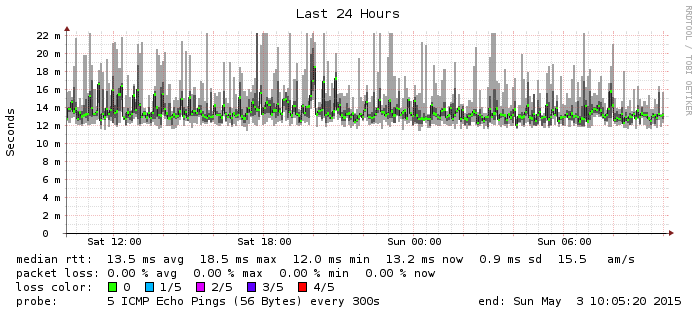 Last 24 Hours
RRDTOOL / TOBI OETIKER
Seconds
22 m
20 m
18 m
16 m
14 m
12 m
10 m
8 m
6 m
4 m
2 m
0
Sat 12:00 Sat 18:00 Sun 00:00 Sun 06:00
median rtt: 13.5 ms avg 18.5 ms max 12.0 ms min 13.2 ms now 0.9 ms sd 15.5 am/s
packet loss: 0.00 % avg 0.00 % max 0.00 % min 0.00 % now
loss color: 0 1/5 2/5 3/5 4/5
probe: 5 ICMP Echo Pings (56 Bytes) every 300s end: Sun May 3 10:05:20 2015